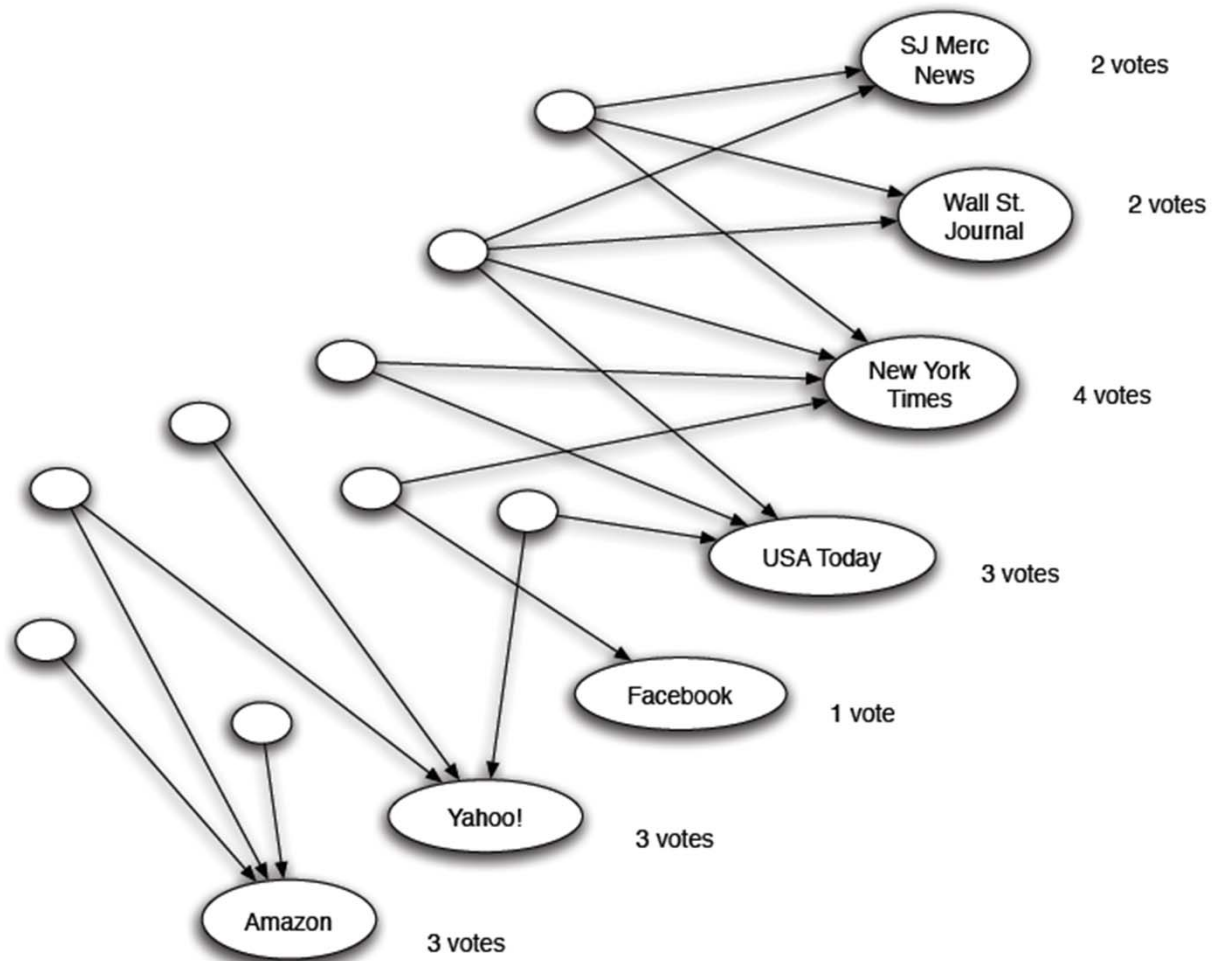 SJ Merc
News
2 votes
Wall St.
Journal
2 votes
New York
Times
4 votes
USA Today
3 votes
Facebook
1 vote
Yahoo!
3 votes
Amazon
3 votes